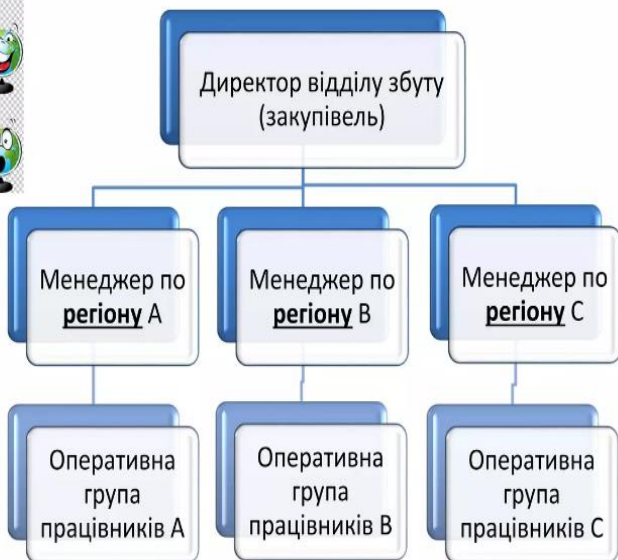 Директор відділу збуту
(закупівель)
Менеджер по
регіону А
Менеджер по
регіону В
Менеджер по
регіону С
Оперативна
група
працівників А
Оперативна
група
працівників В
Оперативна
група
працівників С